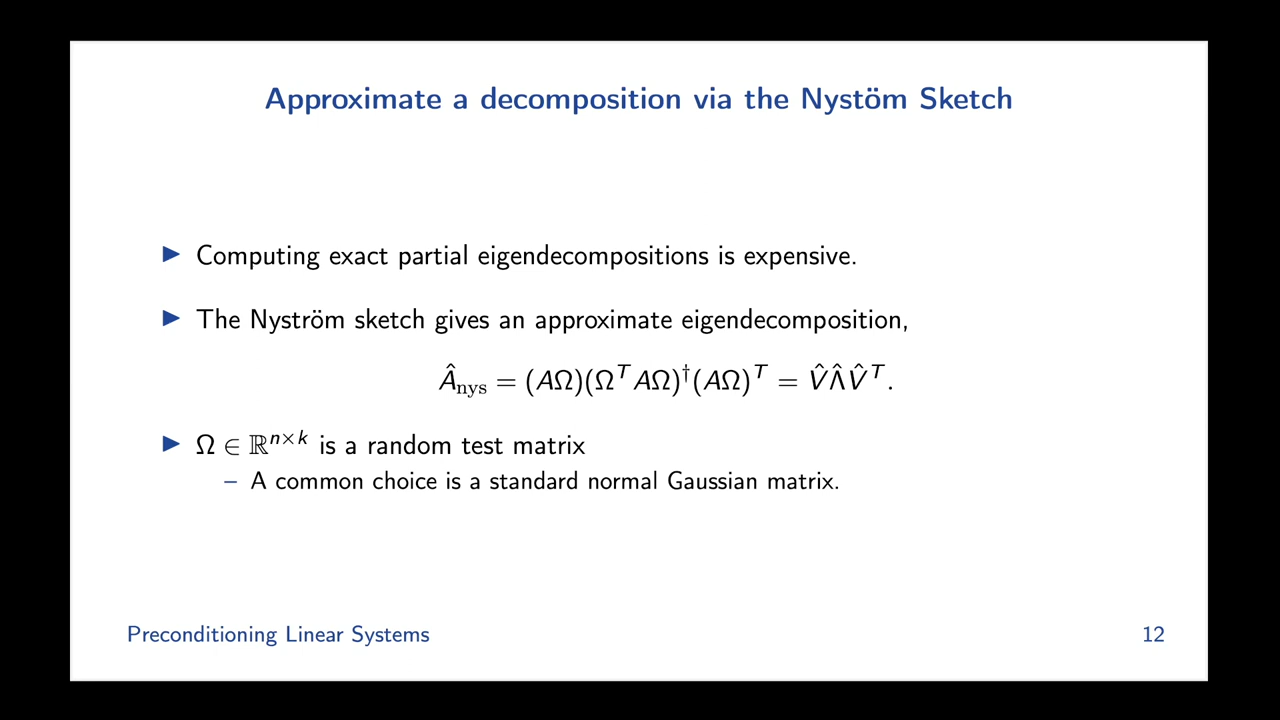 Approximate a decomposition via the Nystöm Sketch
▶ Computing exact partial eigendecompositions is expensive.
▶ The Nyström sketch gives an approximate eigendecomposition,
Â_nys = (AΩ)(Ω^T AΩ)^†(AΩ)^T = V̂Λ̂V̂^T.
▶ Ω ∈ ℝ^{n×k} is a random test matrix
– A common choice is a standard normal Gaussian matrix.
Preconditioning Linear Systems
12